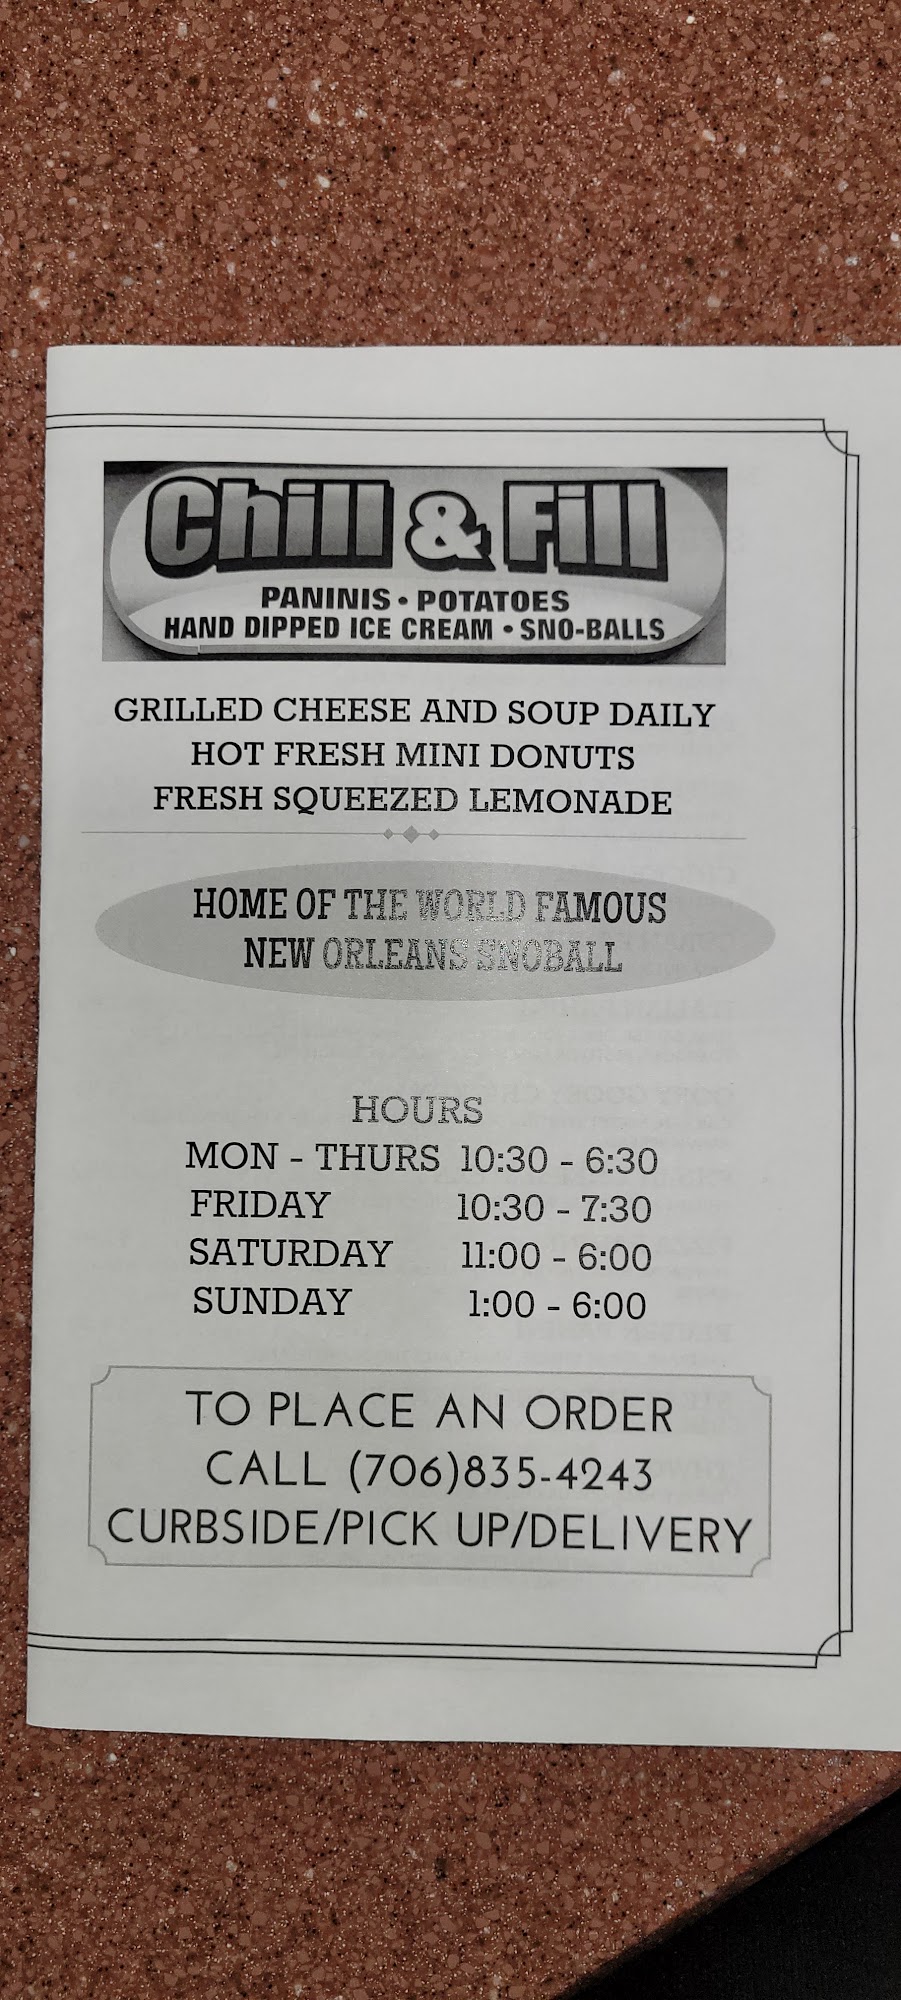 Chill & Fill
PANINIS • POTATOES
HAND DIPPED ICE CREAM • SNO-BALLS
GRILLED CHEESE AND SOUP DAILY
HOT FRESH MINI DONUTS
FRESH SQUEEZED LEMONADE
HOME OF THE WORLD FAMOUS
NEW ORLEANS SNOBALL
HOURS
MON - THURS 10:30 - 6:30
FRIDAY 10:30 - 7:30
SATURDAY 11:00 - 6:00
SUNDAY 1:00 - 6:00
TO PLACE AN ORDER
CALL (706)835-4243
CURBSIDE/PICK UP/DELIVERY